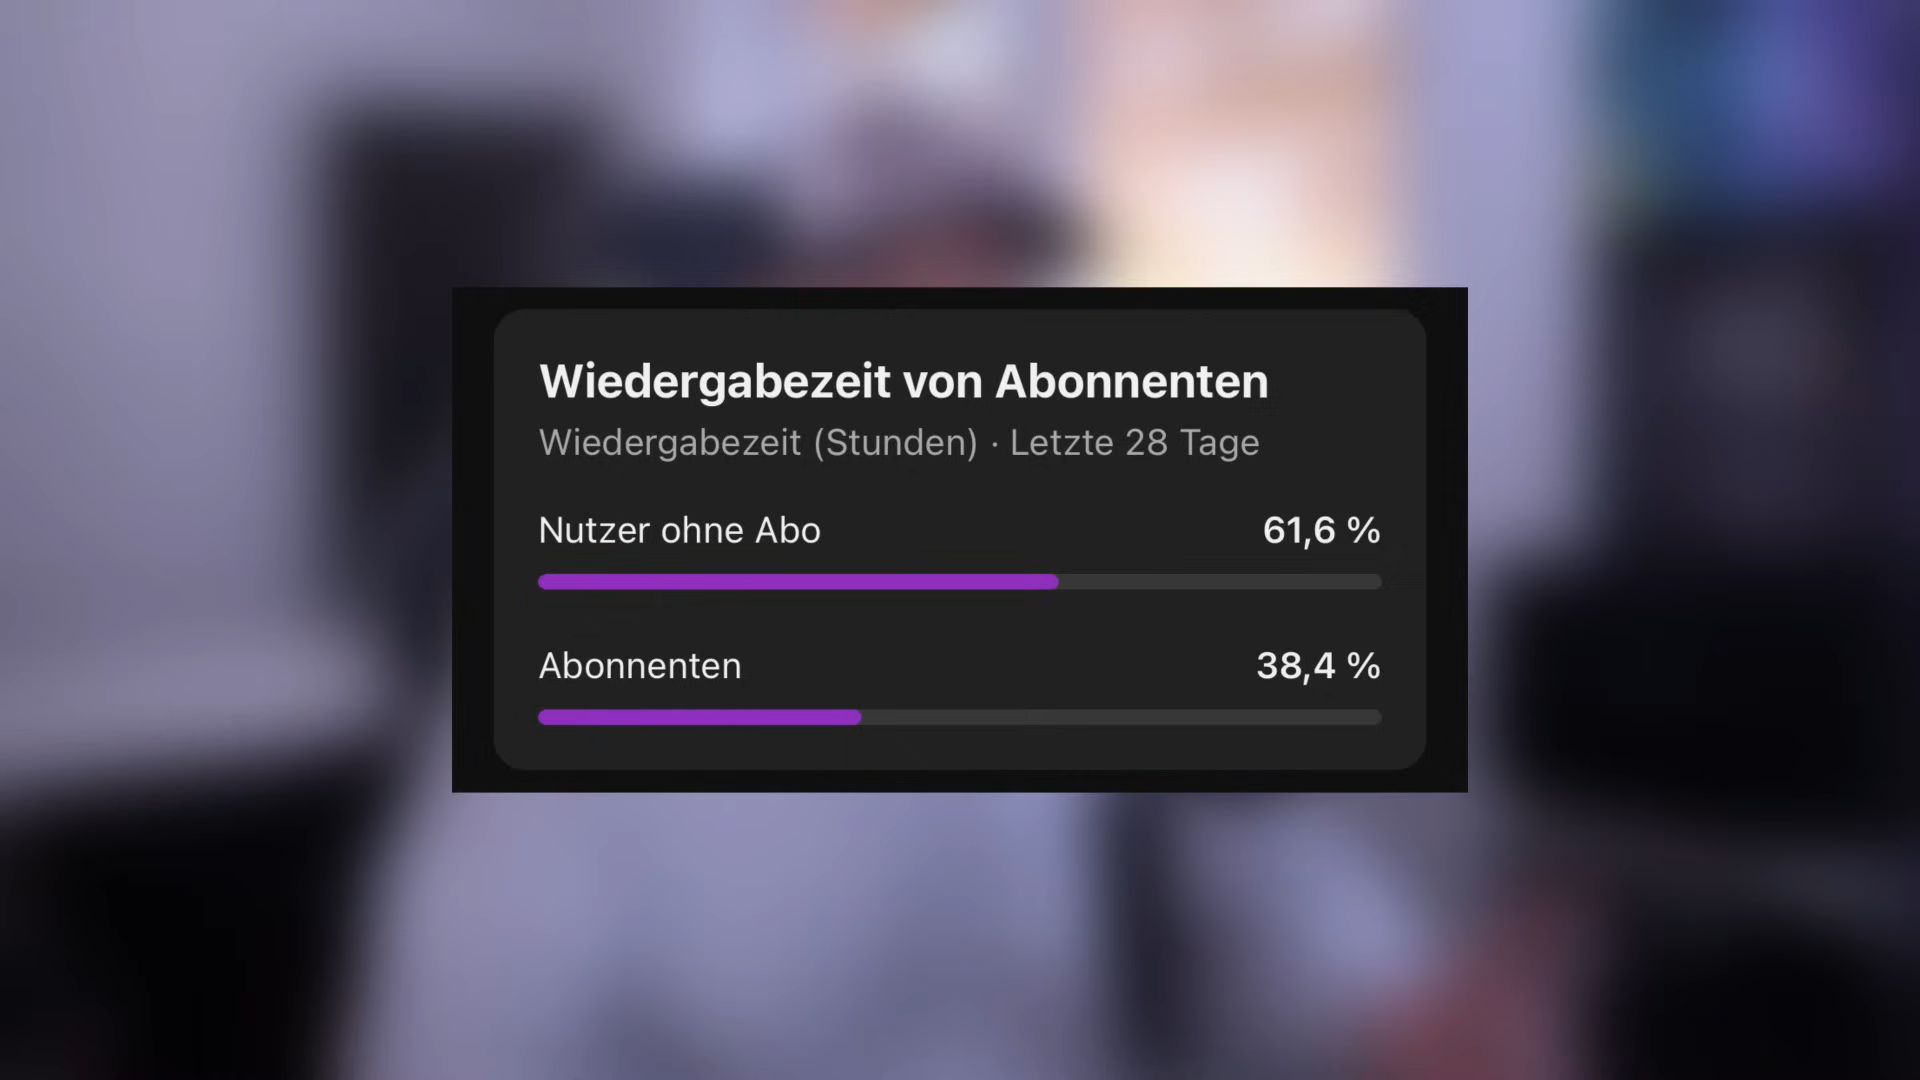 Wiedergabezeit von Abonnenten
Wiedergabezeit (Stunden) · Letzte 28 Tage
Nutzer ohne Abo 61,6 %
Abonnenten 38,4 %